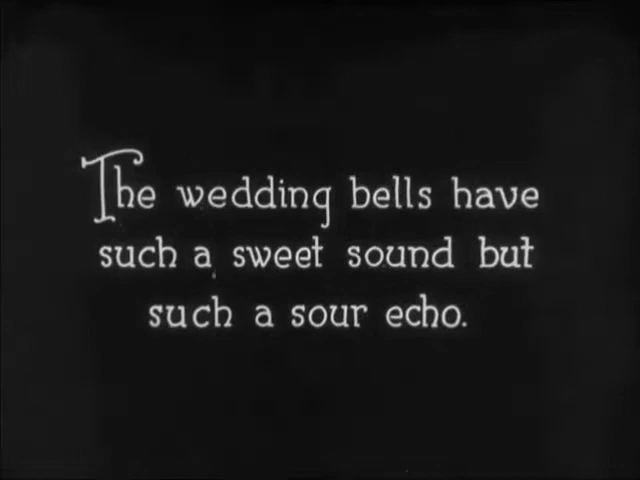 The wedding bells have
such a sweet sound but
such a sour echo.